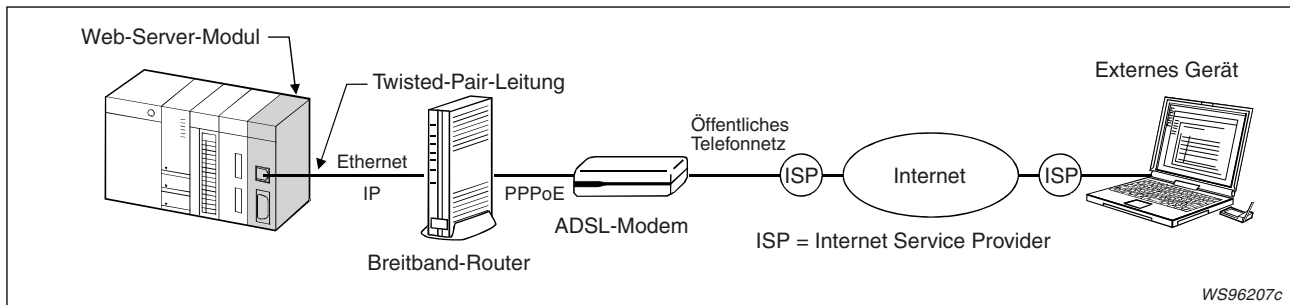 Web-Server-Modul
Twisted-Pair-Leitung
Externes Gerät
Öffentliches
Telefonnetz
Ethernet
IP
PPPoE
ISP
Internet
ISP
ADSL-Modem
ISP = Internet Service Provider
Breitband-Router
WS96207c